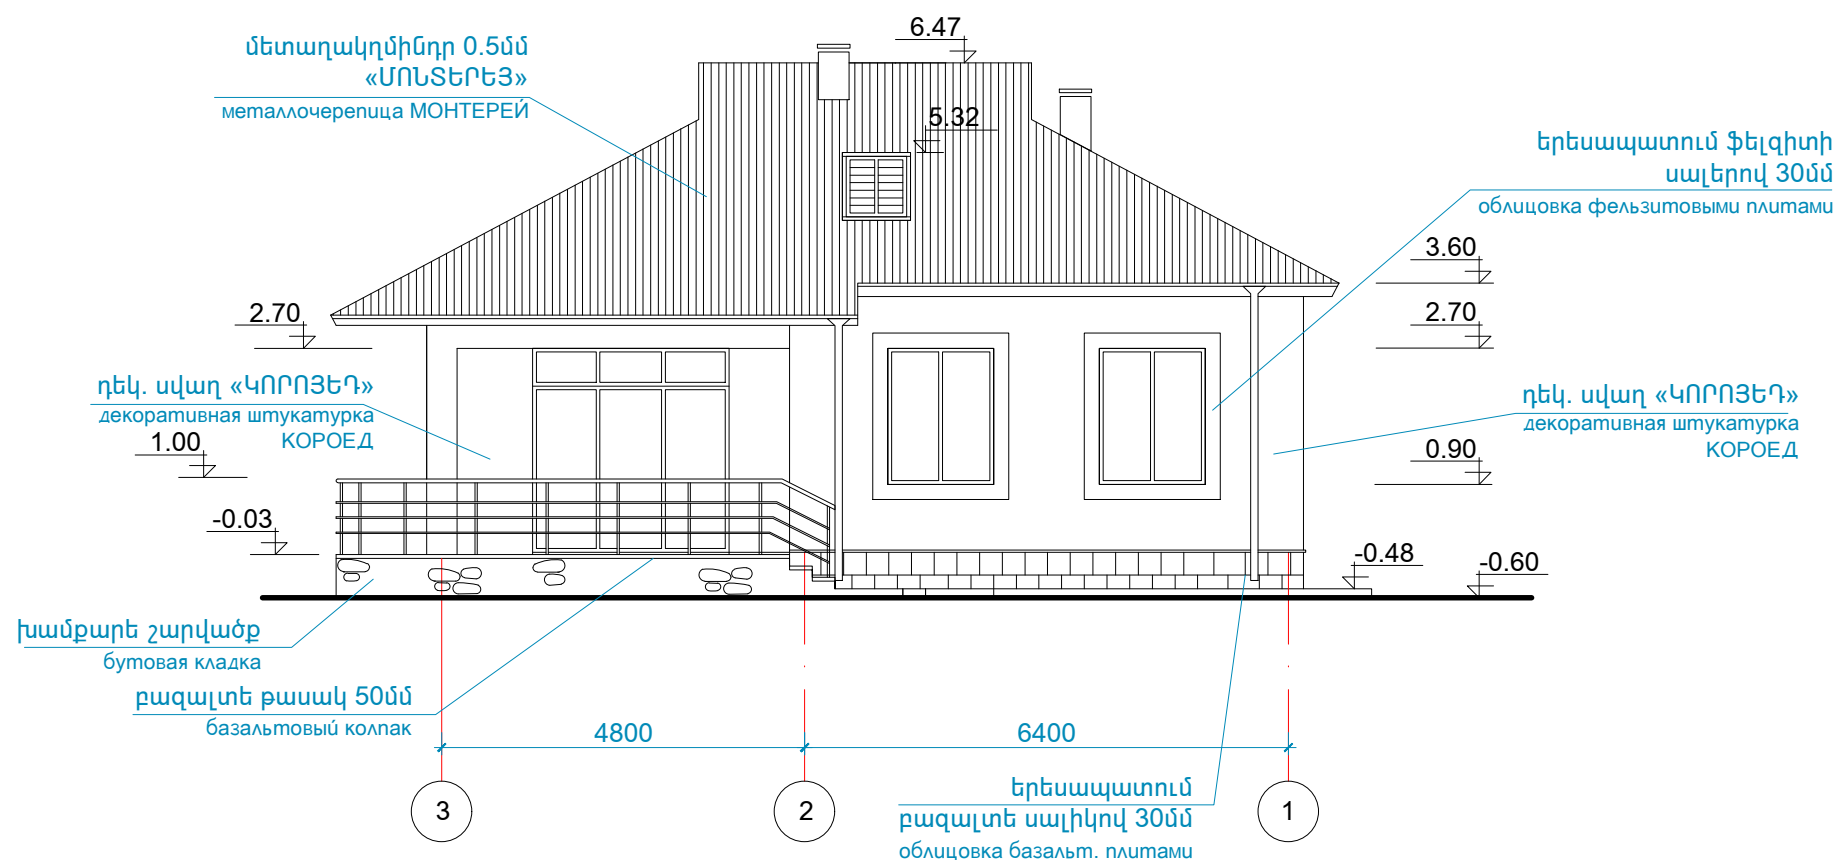 6.47
մետաղակղմինդր 0.5մմ
«ՄՈՆՏԵՐԵՅ»
металлочерепица МОНТЕРЕЙ
5.32
երեսապատում ֆելզիտի
սալերով 30մմ
облицовка фельзитовыми плитами
3.60
2.70
2.70
դեկ. սվաղ «ԿՈՐՈՅԵԴ»
декоративная штукатурка
КОРОЕД
դեկ. սվաղ «ԿՈՐՈՅԵԴ»
декоративная штукатурка
КОРОЕД
1.00
0.90
-0.03
-0.48
-0.60
խամքարե շարվածք
бутовая кладка
բազալտե թասակ 50մմ
базальтовый колпак
4800
6400
3
2
1
երեսապատում
բազալտե սալիկով 30մմ
облицовка базальт. плитами